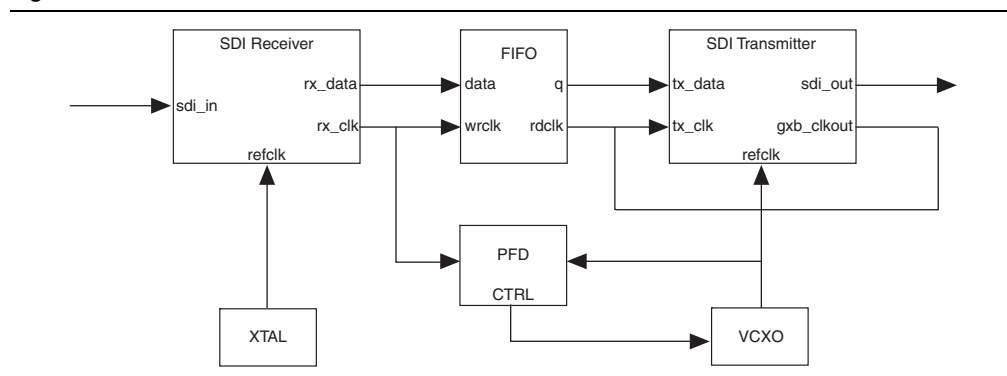 SDI Receiver
sdi_in
rx_data
rx_clk
refclk
FIFO
data
q
wrclk
rdclk
SDI Transmitter
tx_data
sdi_out
tx_clk
gxb_clkout
refclk
PFD
CTRL
XTAL
VCXO